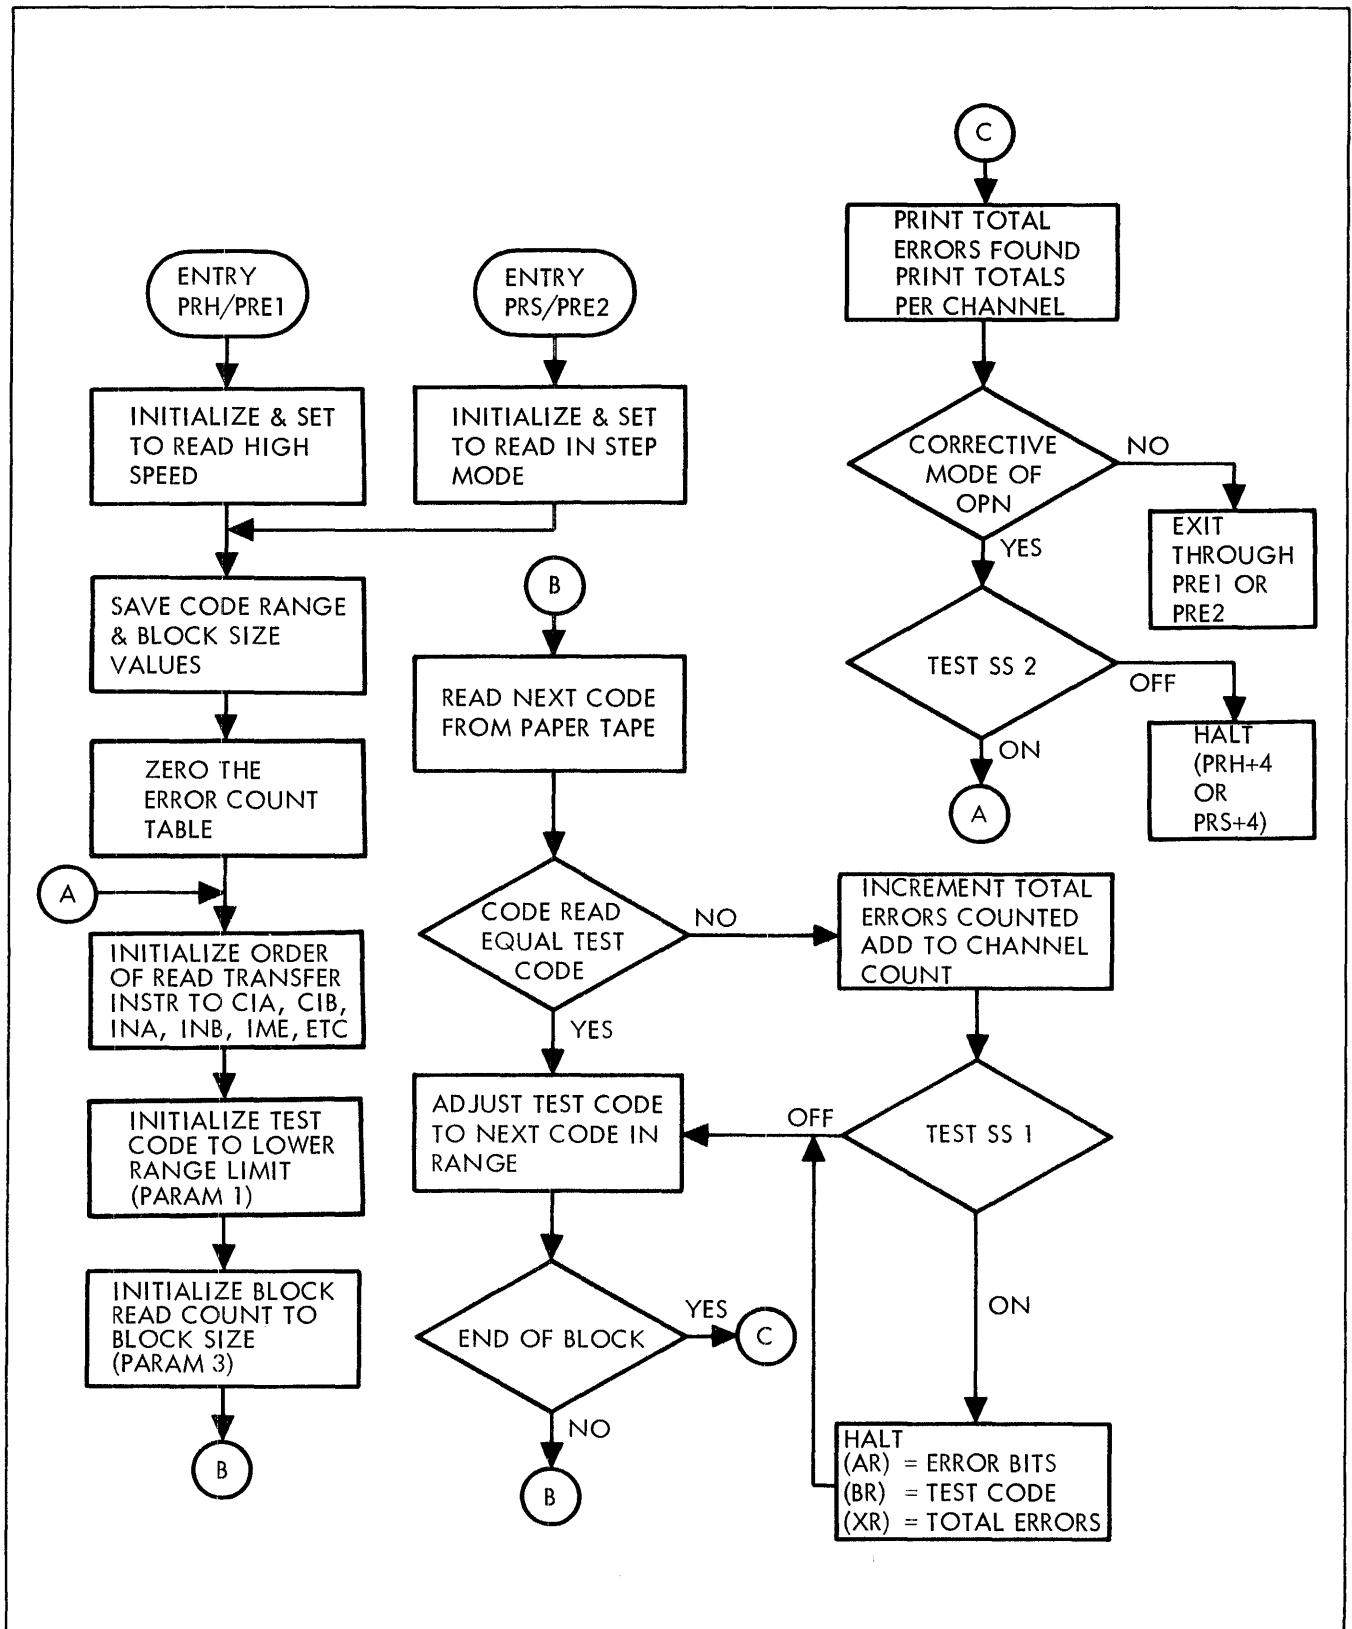 ENTRY
PRH/PRE1
INITIALIZE & SET
TO READ HIGH
SPEED
SAVE CODE RANGE
& BLOCK SIZE
VALUES
ZERO THE
ERROR COUNT
TABLE
A
INITIALIZE ORDER
OF READ TRANSFER
INSTR TO CIA, CIB,
INA, INB, IME, ETC
INITIALIZE TEST
CODE TO LOWER
RANGE LIMIT
(PARAM 1)
INITIALIZE BLOCK
READ COUNT TO
BLOCK SIZE
(PARAM 3)
B
ENTRY
PRS/PRE2
INITIALIZE & SET
TO READ IN STEP
MODE
B
READ NEXT CODE
FROM PAPER TAPE
CODE READ
EQUAL TEST
CODE
NO
YES
ADJUST TEST CODE
TO NEXT CODE IN
RANGE
END OF BLOCK
YES
C
NO
B
C
PRINT TOTAL
ERRORS FOUND
PRINT TOTALS
PER CHANNEL
CORRECTIVE
MODE OF
OPN
NO
EXIT
THROUGH
PRE1 OR
PRE2
YES
TEST SS 2
OFF
HALT
(PRH+4
OR
PRS+4)
ON
A
INCREMENT TOTAL
ERRORS COUNTED
ADD TO CHANNEL
COUNT
TEST SS 1
OFF
ON
HALT
(AR) = ERROR BITS
(BR) = TEST CODE
(XR) = TOTAL ERRORS